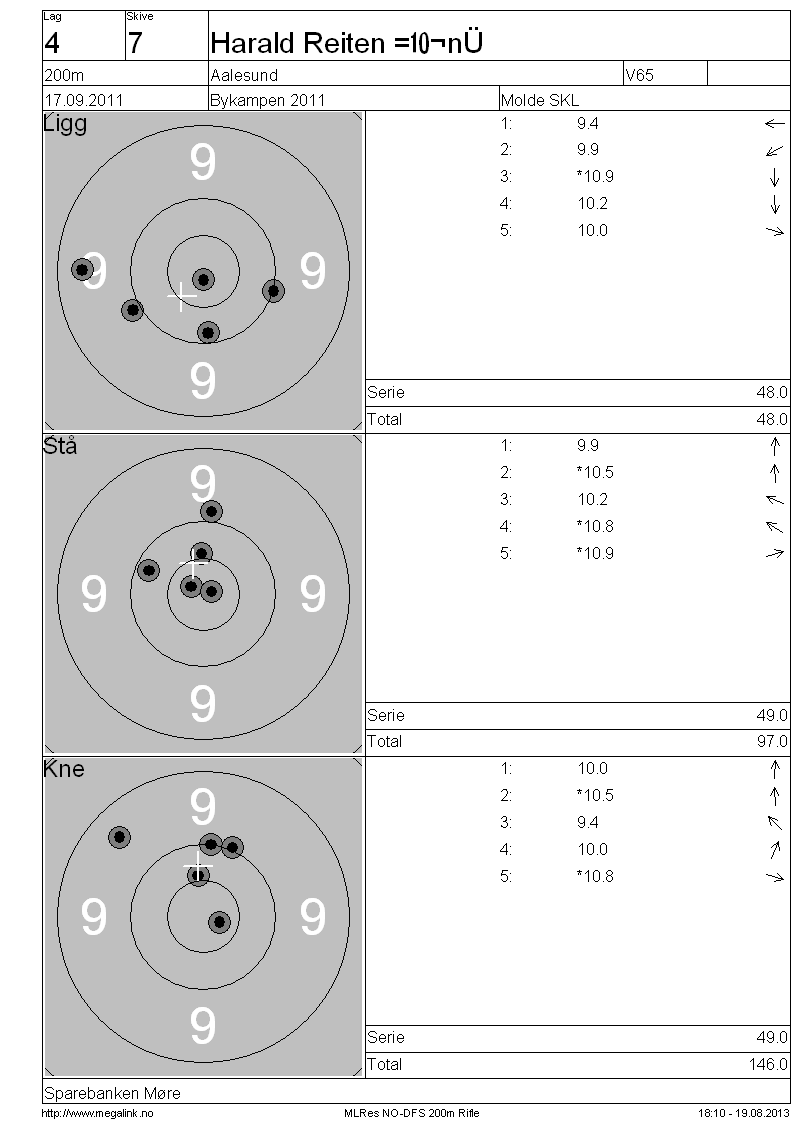 Lag Skive
4 7 Harald Reiten =10¬nÜ
200m Aalesund V65
17.09.2011 Bykampen 2011 Molde SKL
Ligg
9
9 9
9
1: 9.4
2: 9.9
3: *10.9
4: 10.2
5: 10.0
Serie 48.0
Total 48.0
Stå
9
9 9
9
1: 9.9
2: *10.5
3: 10.2
4: *10.8
5: *10.9
Serie 49.0
Total 97.0
Kne
9
9 9
9
1: 10.0
2: *10.5
3: 9.4
4: 10.0
5: *10.8
Serie 49.0
Total 146.0
Sparebanken Møre
http://www.megalink.no MLRes NO-DFS 200m Rifle 18:10 - 19.08.2013